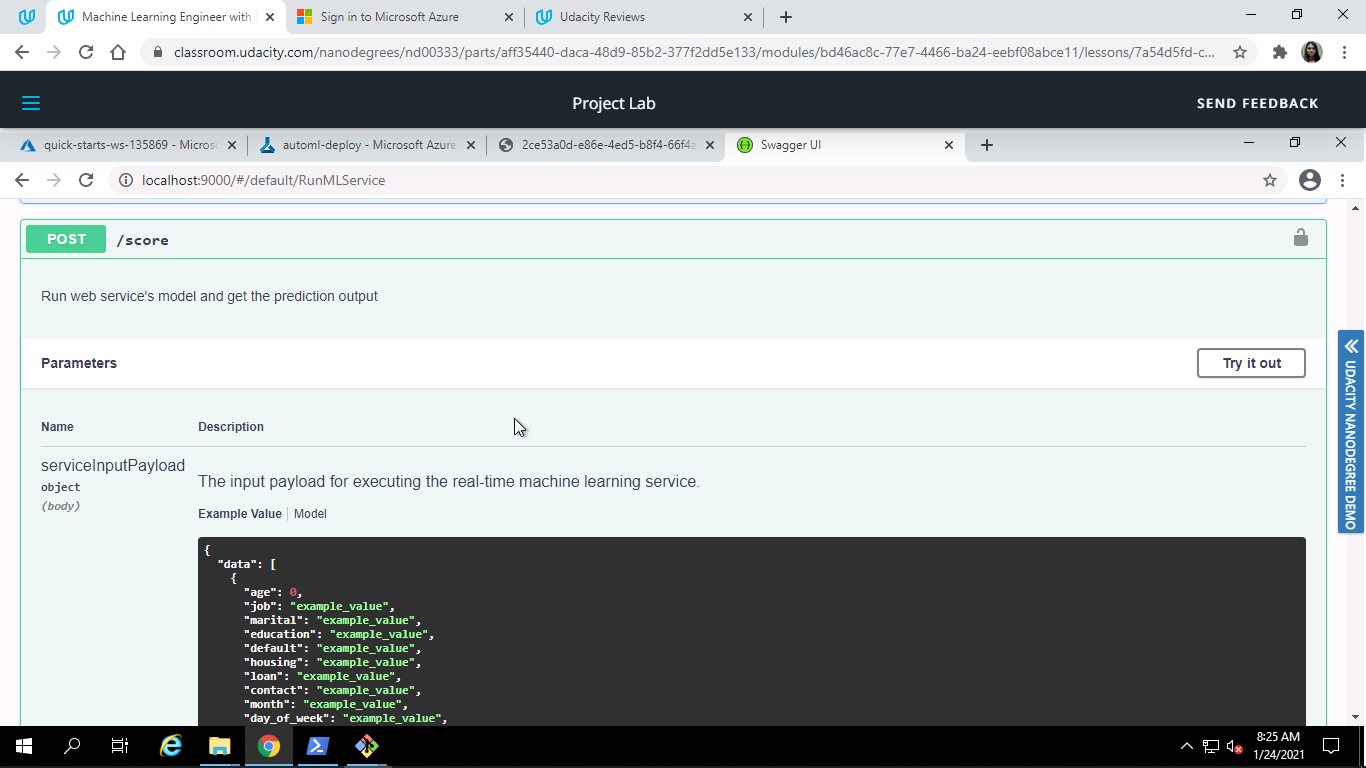 Machine Learning Engineer with
Sign in to Microsoft Azure
Udacity Reviews
classroom.udacity.com/nanodegrees/nd00333/parts/aff35440-daca-48d9-85b2-377f2dd5e133/modules/bd46ac8c-77e7-4466-ba24-eebf08abce11/lessons/7a54d5fd-c...
Project Lab
SEND FEEDBACK
quick-starts-ws-135869 - Micros
automl-deploy - Microsoft Azure
2ce53a0d-e86e-4ed5-b8f4-66f4a
Swagger UI
localhost:9000/#/default/RunMLService
POST
/score
Run web service's model and get the prediction output
Parameters
Try it out
Name
Description
serviceInputPayload
object
(body)
The input payload for executing the real-time machine learning service.
Example Value
Model
{
"data": [
{
"age": 0,
"job": "example_value",
"marital": "example_value",
"education": "example_value",
"default": "example_value",
"housing": "example_value",
"loan": "example_value",
"contact": "example_value",
"month": "example_value",
"day_of_week": "example_value",
UDACITY NANODEGREE DEMO
8:25 AM
1/24/2021